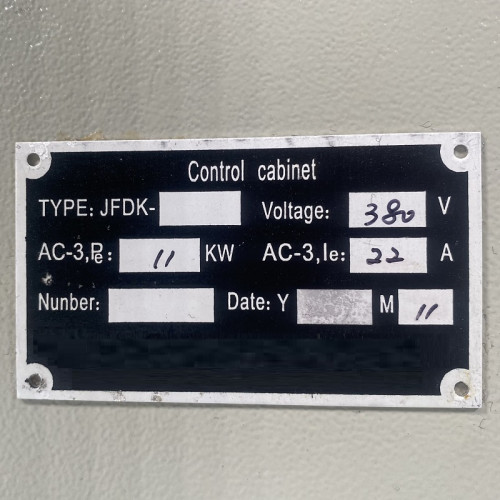 Control cabinet
TYPE: JFDK- Voltage: 380 V
AC-3,Pe: 11 KW AC-3,Ie: 22 A
Nunber: Date: Y M 11